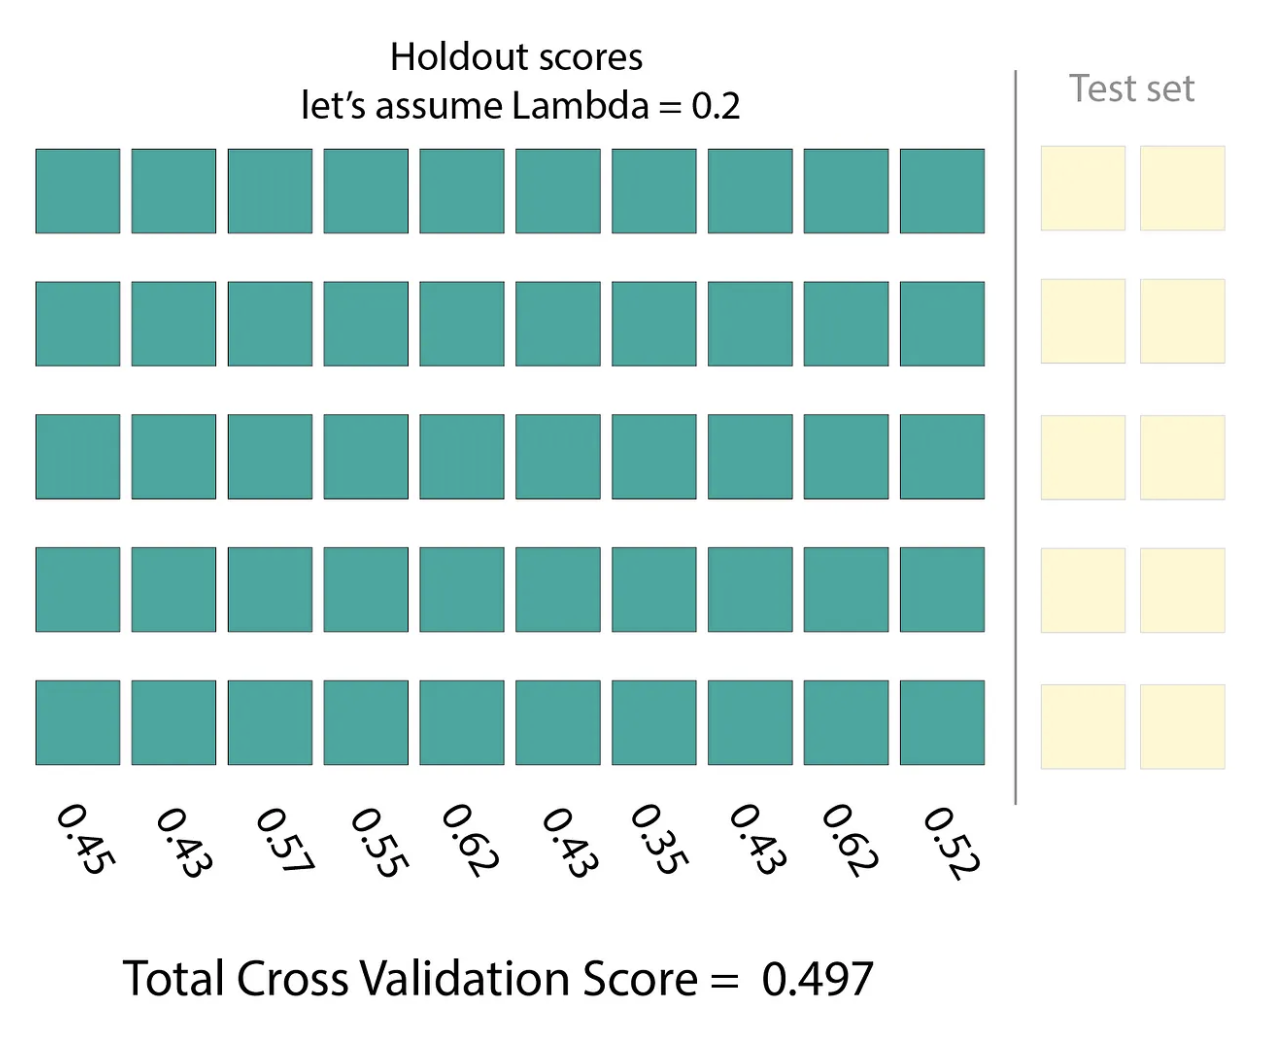 Holdout scores
let’s assume Lambda = 0.2
Test set
0.45
0.43
0.57
0.55
0.62
0.43
0.35
0.43
0.62
0.52
Total Cross Validation Score = 0.497